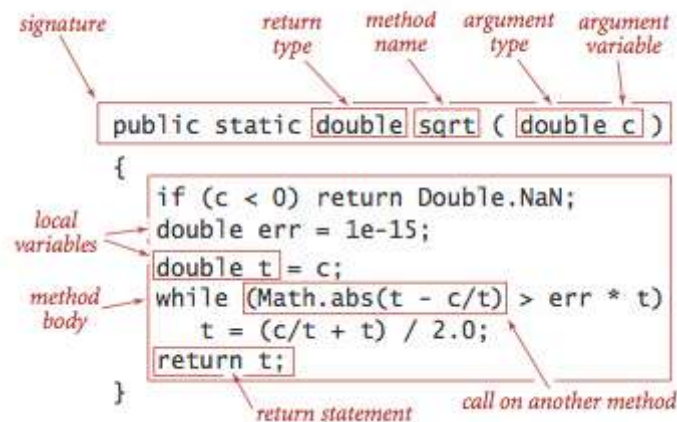 signature
return type
method name
argument type
argument variable
public static double sqrt ( double c )
{
if (c < 0) return Double.NaN;
local variables
double err = 1e-15;
double t = c;
method body
while (Math.abs(t - c/t) > err * t)
t = (c/t + t) / 2.0;
return t;
}
return statement
call on another method